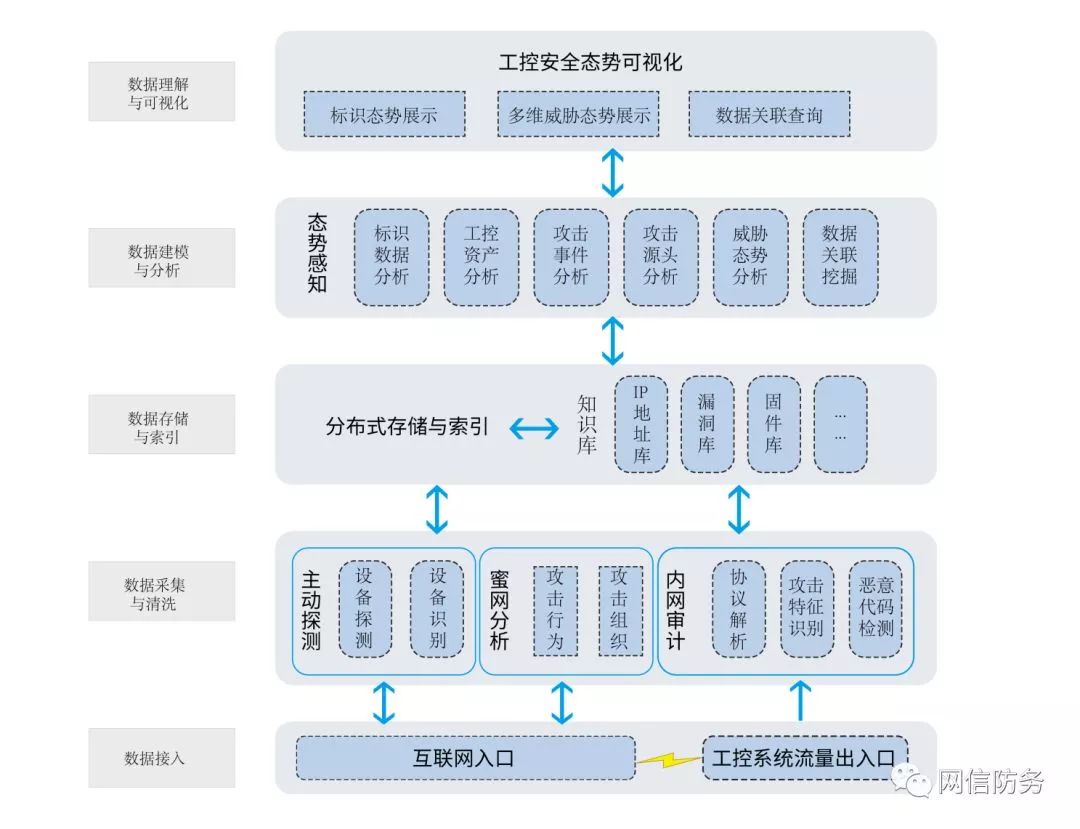 工控安全态势可视化
数据理解
与可视化
标识态势展示
多维威胁态势展示
数据关联查询
数据建模
与分析
态势感知
标识
数据
分析
工控
资产
分析
攻击
事件
分析
攻击
源头
分析
威胁
态势
分析
数据
关联
挖掘
数据存储
与索引
分布式存储与索引
知识库
IP
地
址
库
漏
洞
库
固
件
库
...
...
数据采集
与清洗
主动探测
设备探测
设备识别
蜜网分析
攻击行为
攻击组织
内网审计
协议解析
攻击
特征
识别
恶意
代码
检测
数据接入
互联网入口
工控系统流量出入口
网信防务